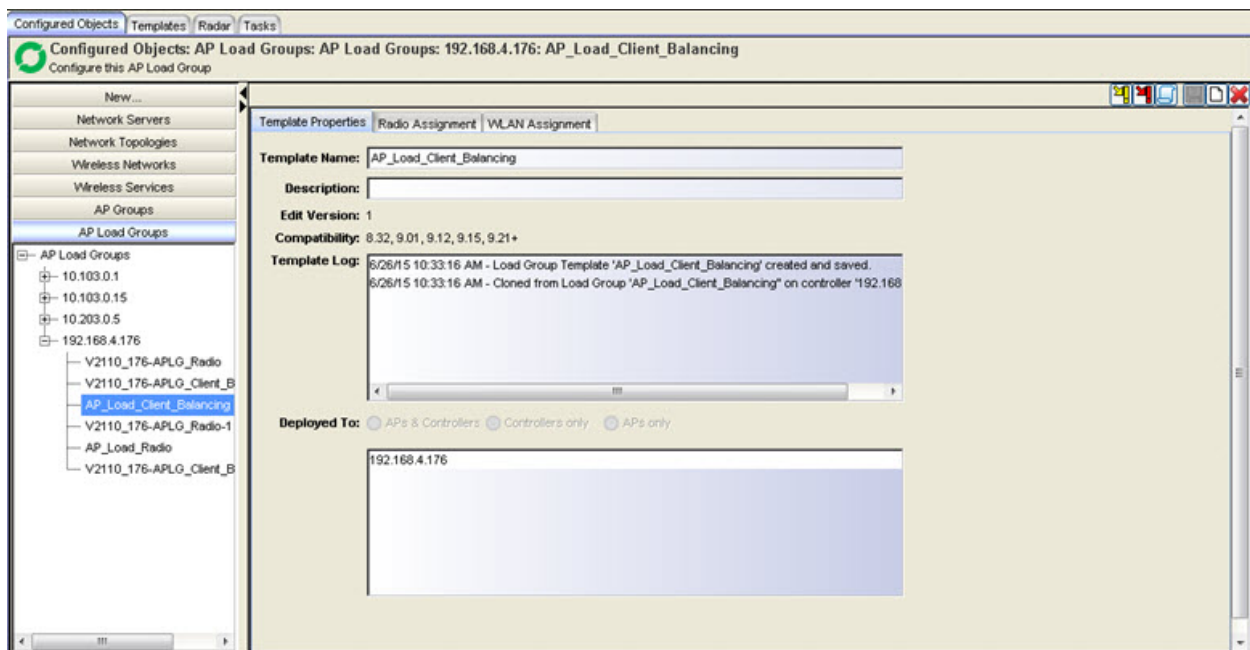 Configured Objects Templates Radar Tasks
Configured Objects: AP Load Groups: AP Load Groups: 192.168.4.176: AP_Load_Client_Balancing
Configure this AP Load Group
New...
Network Servers
Network Topologies
Wireless Networks
Wireless Services
AP Groups
AP Load Groups
AP Load Groups
10.103.0.1
10.103.0.15
10.203.0.5
192.168.4.176
V2110_176-APLG_Radio
V2110_176-APLG_Client_B
AP_Load_Client_Balancing
V2110_176-APLG_Radio-1
AP_Load_Radio
V2110_176-APLG_Client_B
Template Properties Radio Assignment WLAN Assignment
Template Name: AP_Load_Client_Balancing
Description:
Edit Version: 1
Compatibility: 8.32, 9.01, 9.12, 9.15, 9.21+
Template Log: 6/26/15 10:33:16 AM - Load Group Template 'AP_Load_Client_Balancing' created and saved.
6/26/15 10:33:16 AM - Cloned from Load Group 'AP_Load_Client_Balancing" on controller '192.168
Deployed To: APs & Controllers Controllers only APs only
192.168.4.176